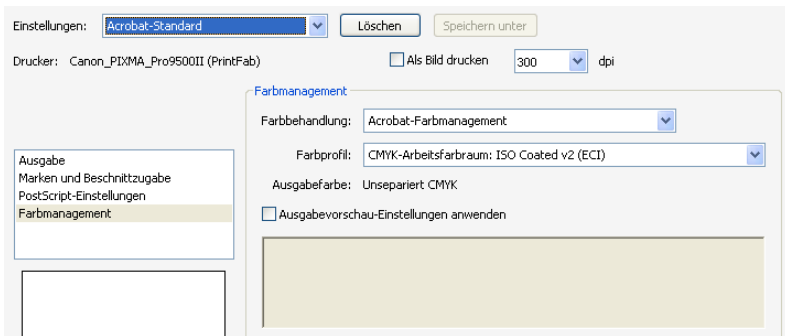 Einstellungen: Acrobat-Standard Löschen Speichern unter
Drucker: Canon_PIXMA_Pro9500II (PrintFab) Als Bild drucken 300 dpi
Farbmanagement
Farbbehandlung: Acrobat-Farbmanagement
Farbprofil: CMYK-Arbeitsfarbraum: ISO Coated v2 (ECI)
Ausgabefarbe: Unsepariert CMYK
Ausgabevorschau-Einstellungen anwenden
Ausgabe
Marken und Beschnittzugabe
PostScript-Einstellungen
Farbmanagement